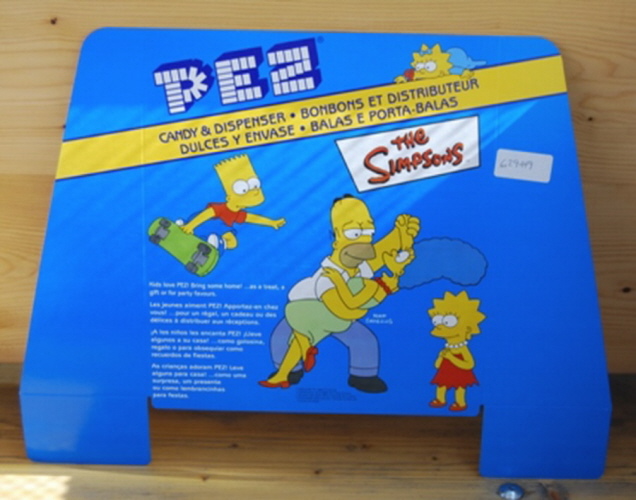 PEZ
CANDY & DISPENSER • BONBONS ET DISTRIBUTEUR
DULCES Y ENVASE • BALAS E PORTA-BALAS
THE
SIMPSONS
Kids love PEZ! Bring some home! ...as a treat, a
gift or for party favours.
Les jeunes aiment PEZ! Apportez-en chez
vous! ...pour un régal, un cadeau ou des
délices à distribuer aux réceptions.
¡A los niños les encanta PEZ! ¡Lleve
algunos a su casa! ...como golosina,
regalo o para obsequiar como
recuerdos de fiestas.
As crianças adoram PEZ! Leve
alguns para casa! ...como uma
surpresa, um presente
ou como lembrancinhas
para festas.
MATT
GROENING